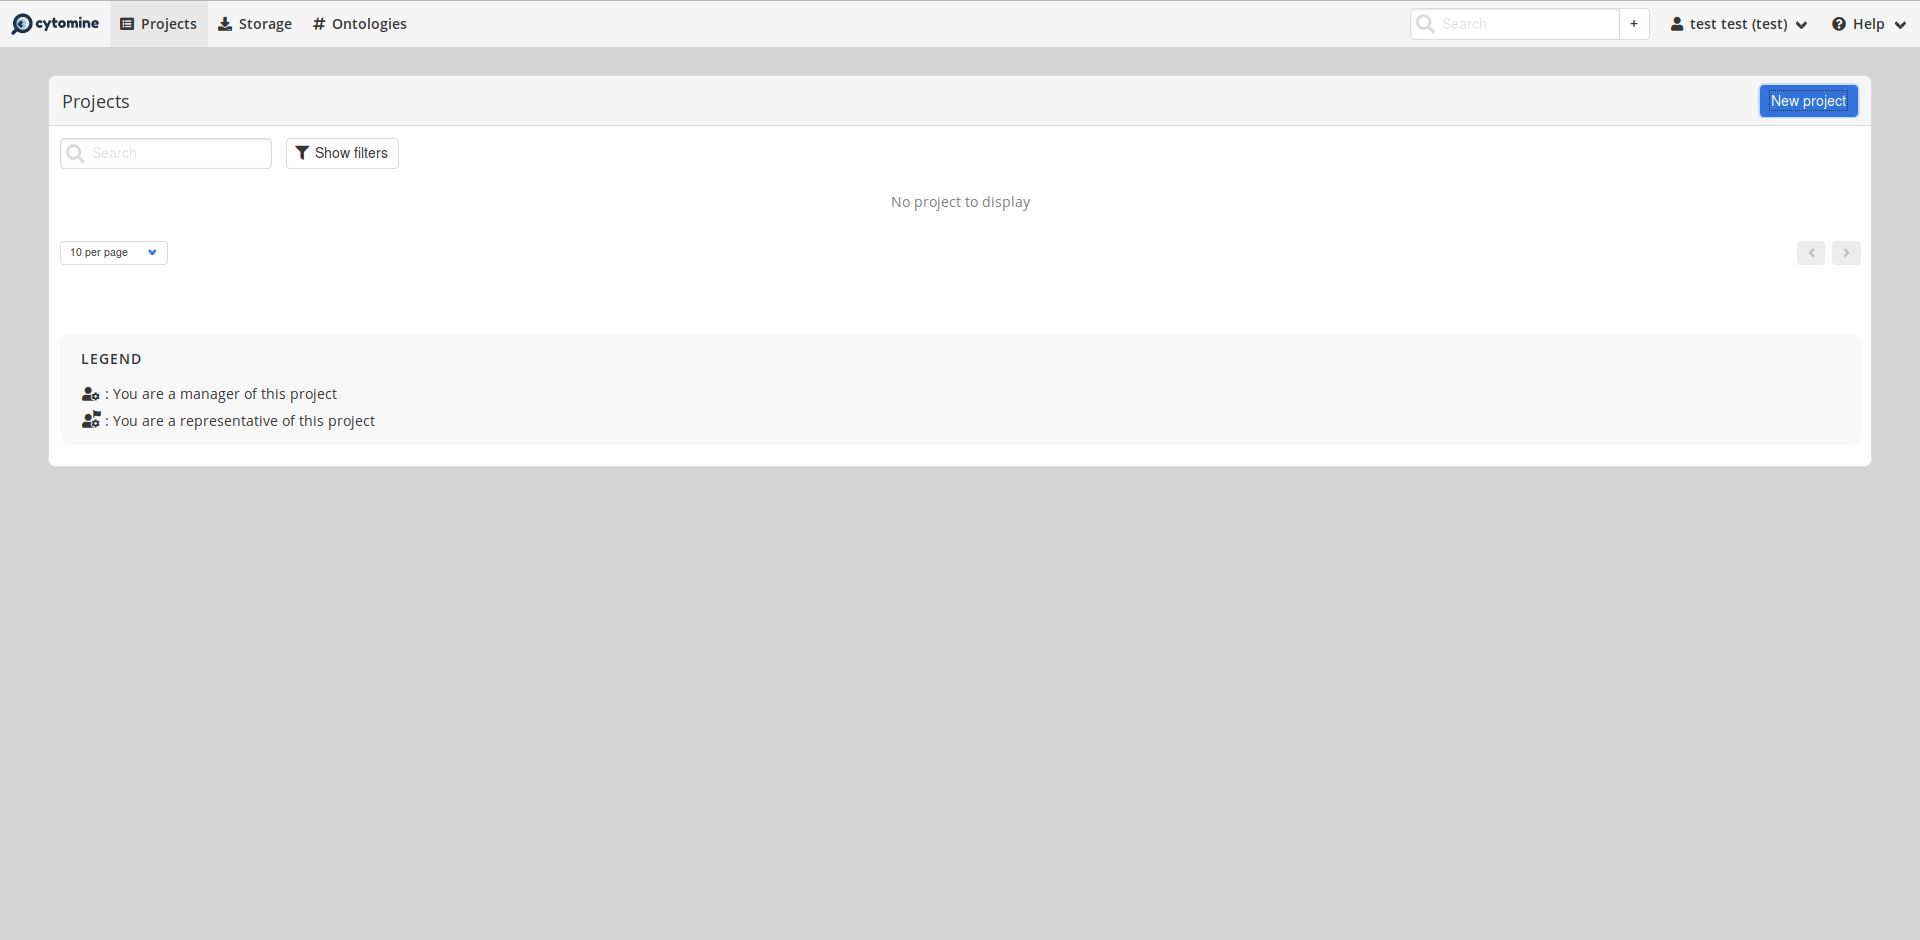 cytomine Projects Storage Ontologies Search + test test (test) Help
Projects New project
Search Show filters
No project to display
10 per page
LEGEND
: You are a manager of this project
: You are a representative of this project